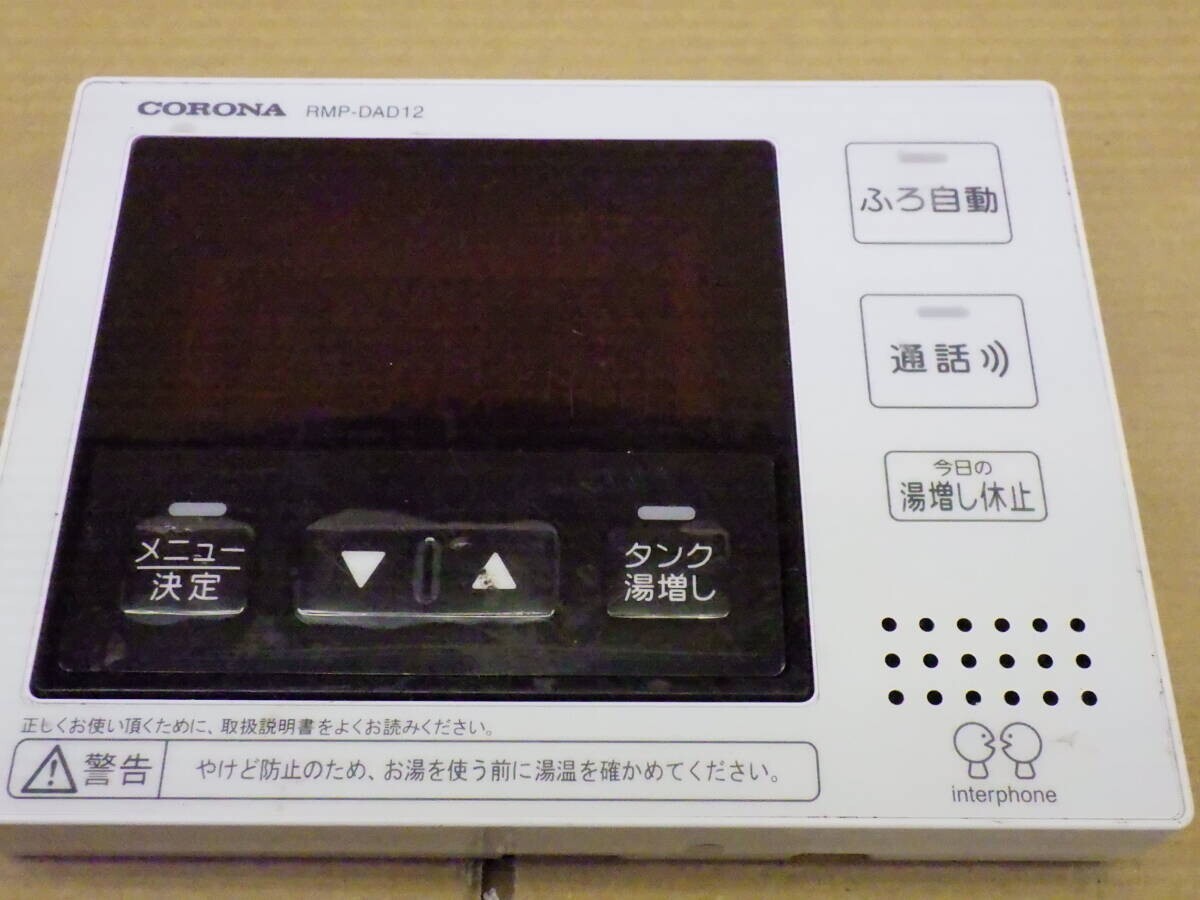 CORONA RMP-DAD12
ふろ自動
通話
今日の
湯増し休止
メニュー
決定
▼ ▲
タンク
湯増し
正しくお使い頂くために、取扱説明書をよくお読みください。
警告 やけど防止のため、お湯を使う前に湯温を確かめてください。
interphone